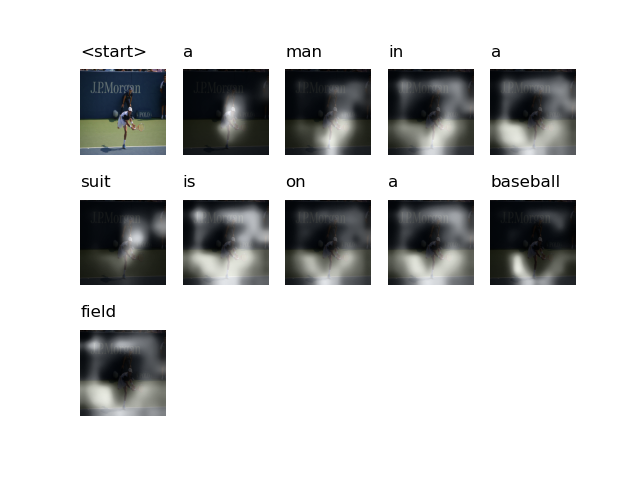 <start> a man in a
J.P.Morgan
suit is on a baseball
field